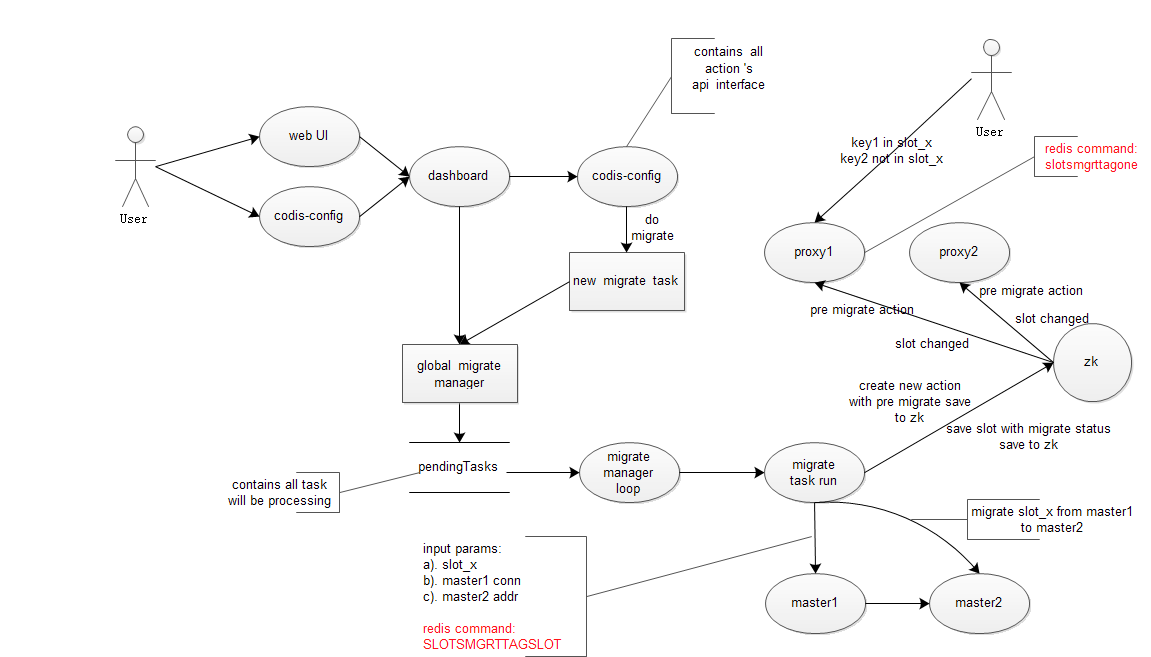 contains all
action 's
api interface
User
key1 in slot_x
key2 not in slot_x
redis command:
slotsmgrttagone
web UI
dashboard
codis-config
codis-config
User
do
migrate
new migrate task
proxy1
proxy2
pre migrate action
slot changed
pre migrate action
slot changed
zk
global migrate
manager
create new action
with pre migrate save
to zk
save slot with migrate status
save to zk
pendingTasks
migrate
manager
loop
migrate
task run
contains all task
will be processing
migrate slot_x from master1
to master2
input params:
a). slot_x
b). master1 conn
c). master2 addr
redis command:
SLOTSMGRTTAGSLOT
master1
master2